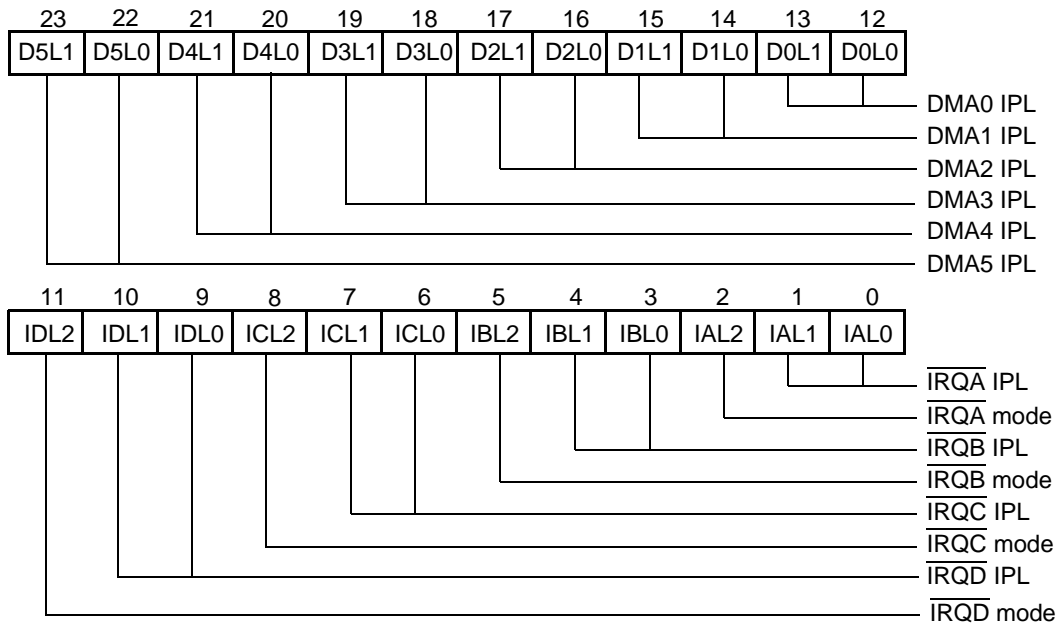 23 22 21 20 19 18 17 16 15 14 13 12
D5L1 D5L0 D4L1 D4L0 D3L1 D3L0 D2L1 D2L0 D1L1 D1L0 D0L1 D0L0
DMA0 IPL
DMA1 IPL
DMA2 IPL
DMA3 IPL
DMA4 IPL
DMA5 IPL
11 10 9 8 7 6 5 4 3 2 1 0
IDL2 IDL1 IDL0 ICL2 ICL1 ICL0 IBL2 IBL1 IBL0 IAL2 IAL1 IAL0
IRQA IPL
IRQA mode
IRQB IPL
IRQB mode
IRQC IPL
IRQC mode
IRQD IPL
IRQD mode